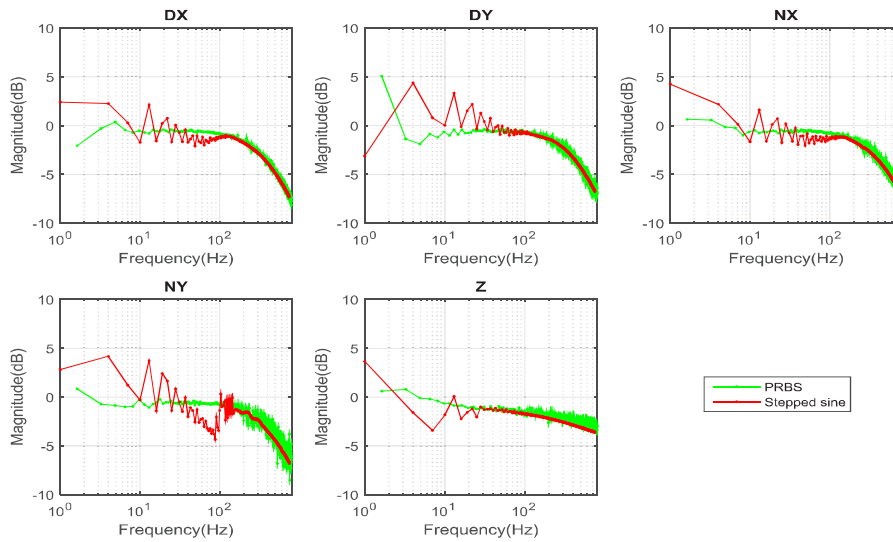 DX
DY
NX
10
5
0
-5
-10
Magnitude(dB)
10^0
10^1
10^2
Frequency(Hz)
10
5
0
-5
-10
Magnitude(dB)
10^0
10^1
10^2
Frequency(Hz)
10
5
0
-5
-10
Magnitude(dB)
10^0
10^1
10^2
Frequency(Hz)
NY
Z
10
5
0
-5
-10
Magnitude(dB)
10^0
10^1
10^2
Frequency(Hz)
10
5
0
-5
-10
Magnitude(dB)
10^0
10^1
10^2
Frequency(Hz)
PRBS
Stepped sine